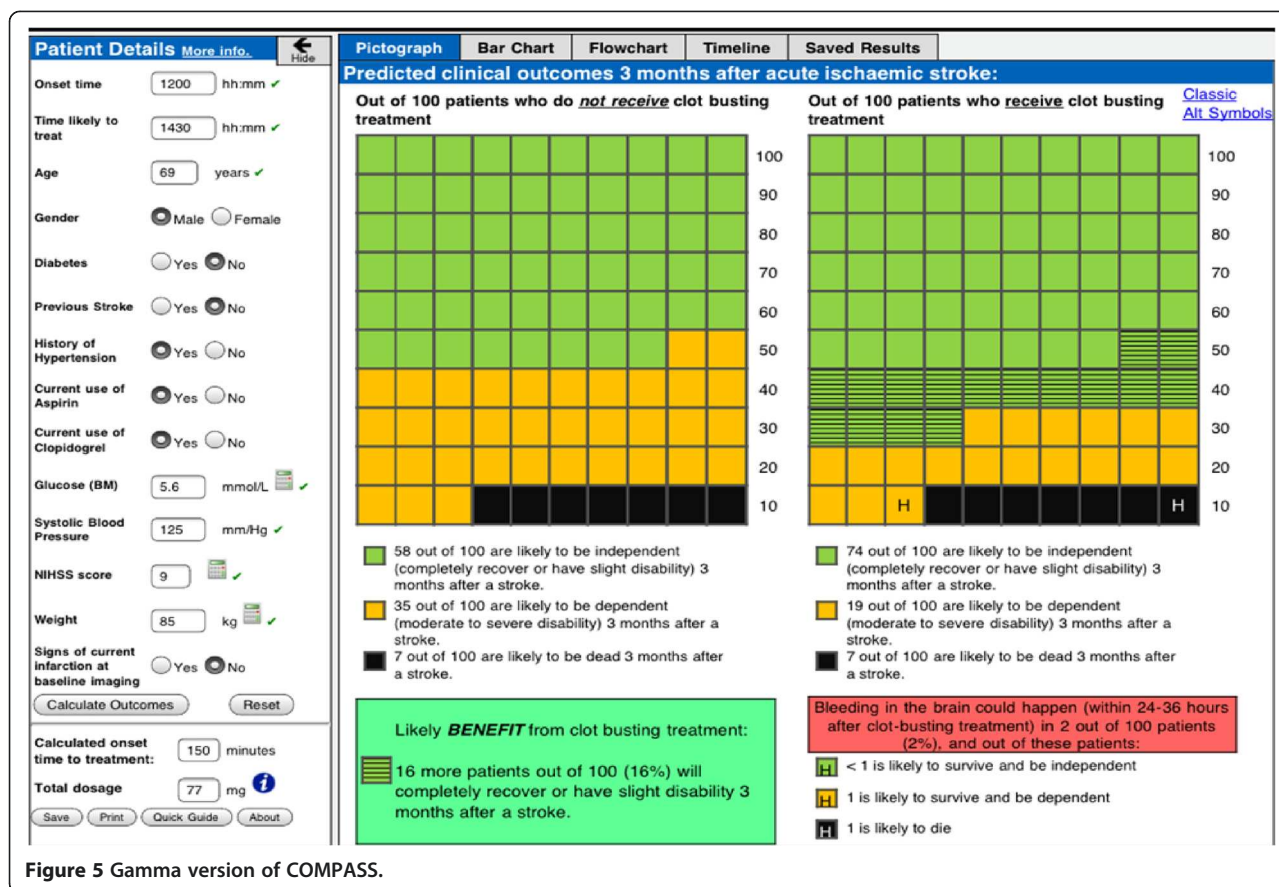 Patient Details More info.
Hide
Onset time 1200 hh:mm ✔
Time likely to
treat 1430 hh:mm ✔
Age 69 years ✔
Gender Male Female
Diabetes Yes No
Previous Stroke Yes No
History of
Hypertension Yes No
Current use of
Aspirin Yes No
Current use of
Clopidogrel Yes No
Glucose (BM) 5.6 mmol/L ✔
Systolic Blood
Pressure 125 mm/Hg ✔
NIHSS score 9 ✔
Weight 85 kg ✔
Signs of current
infarction at
baseline imaging Yes No
Calculate Outcomes Reset
Calculated onset
time to treatment: 150 minutes
Total dosage 77 mg i
Save Print Quick Guide About
Pictograph Bar Chart Flowchart Timeline Saved Results
Predicted clinical outcomes 3 months after acute ischaemic stroke:
Out of 100 patients who do not receive clot busting
treatment
100
90
80
70
60
50
40
30
20
10
58 out of 100 are likely to be independent
(completely recover or have slight disability) 3
months after a stroke.
35 out of 100 are likely to be dependent
(moderate to severe disability) 3 months after a
stroke.
7 out of 100 are likely to be dead 3 months after
a stroke.
Likely BENEFIT from clot busting treatment:
16 more patients out of 100 (16%) will
completely recover or have slight disability 3
months after a stroke.
Out of 100 patients who receive clot busting
treatment
Classic
Alt Symbols
100
90
80
70
60
50
40
30
20
H H 10
74 out of 100 are likely to be independent
(completely recover or have slight disability) 3
months after a stroke.
19 out of 100 are likely to be dependent
(moderate to severe disability) 3 months after a
stroke.
7 out of 100 are likely to be dead 3 months after
a stroke.
Bleeding in the brain could happen (within 24-36 hours
after clot-busting treatment) in 2 out of 100 patients
(2%), and out of these patients:
H < 1 is likely to survive and be independent
H 1 is likely to survive and be dependent
H 1 is likely to die
Figure 5 Gamma version of COMPASS.